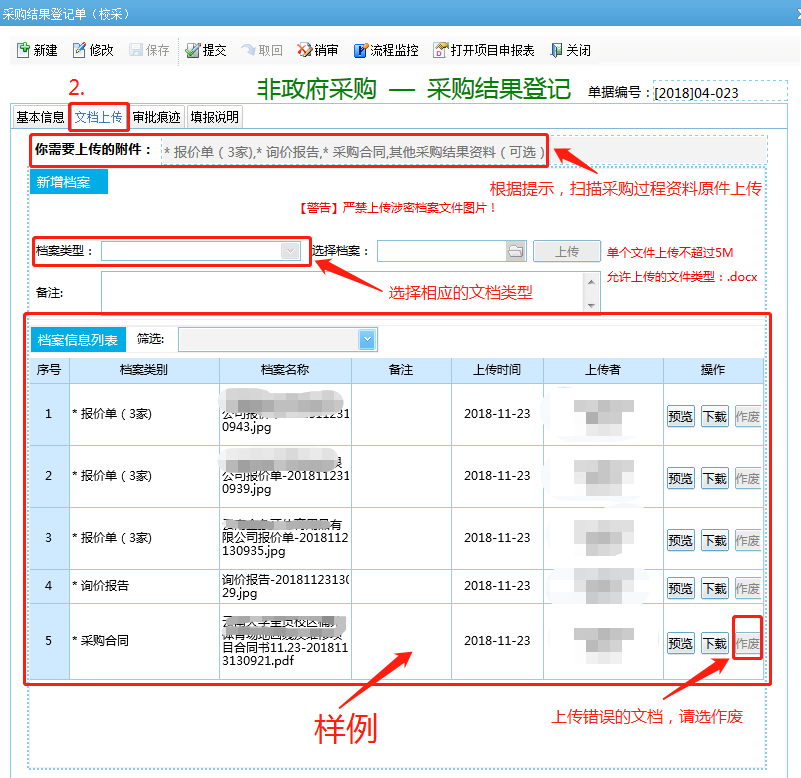 采购结果登记单（校采）
新建 修改 保存 提交 取回 销审 流程监控 打开项目申报表 关闭
2.
非政府采购 — 采购结果登记
单据编号：[2018]04-023
基本信息 文档上传 审批痕迹 填报说明
你需要上传的附件：
* 报价单（3家),* 询价报告,* 采购合同,其他采购结果资料（可选 )
新增档案
根据提示，扫描采购过程资料原件上传
【警告】严禁上传涉密档案文件图片！
档案类型： 选择档案： 上传
单个文件上传不超过5M
允许上传的文件类型：.docx
备注:
选择相应的文档类型
档案信息列表 筛选:
序号 档案类别 档案名称 备注 上传时间 上传者 操作
1 * 报价单（3家) 公司报价单-2018112310943.jpg 2018-11-23 预览 下载 作废
2 * 报价单（3家) 公司报价单-2018112310939.jpg 2018-11-23 预览 下载 作废
3 * 报价单（3家) 有限公司报价单-2018112130935.jpg 2018-11-23 预览 下载 作废
4 * 询价报告 询价报告-20181123113029.jpg 2018-11-23 预览 下载 作废
5 * 采购合同 目合同书11.23-2018113130921.pdf 2018-11-23 预览 下载 作废
样例
上传错误的文档，请选作废